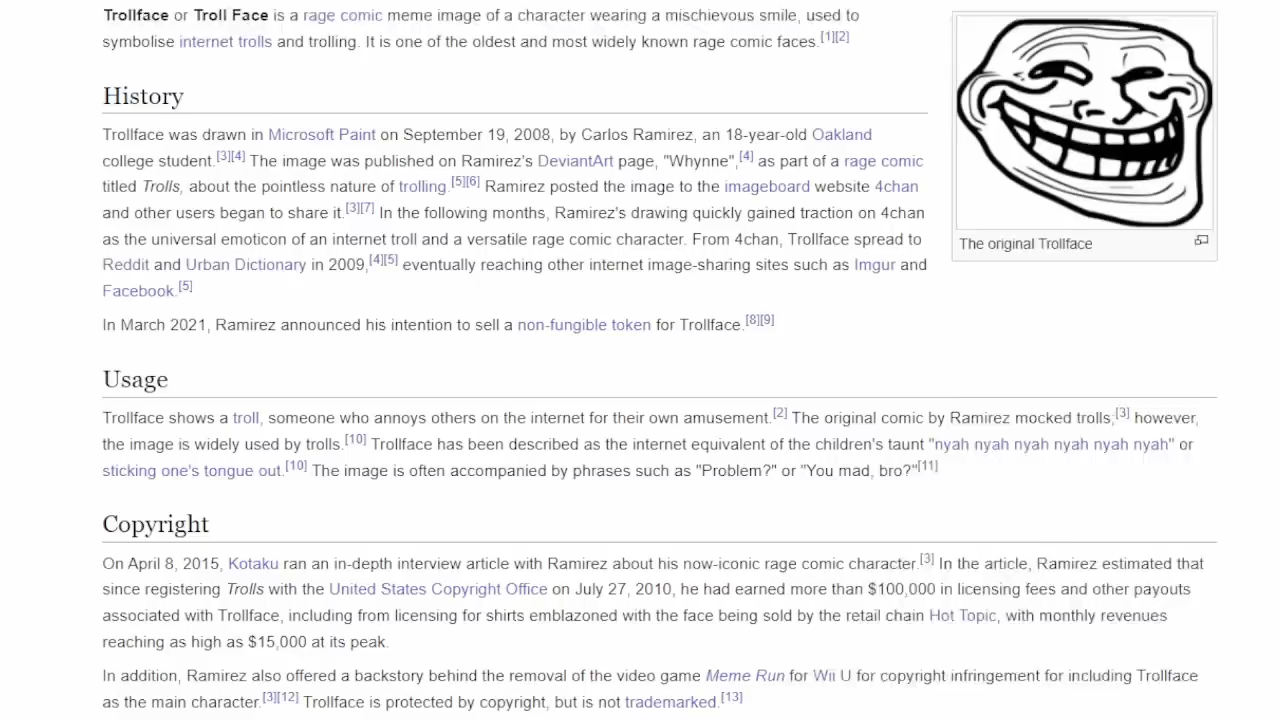 Trollface or Troll Face is a rage comic meme image of a character wearing a mischievous smile, used to
symbolise internet trolls and trolling. It is one of the oldest and most widely known rage comic faces.[1][2]
The original Trollface
History
Trollface was drawn in Microsoft Paint on September 19, 2008, by Carlos Ramirez, an 18-year-old Oakland
college student.[3][4] The image was published on Ramirez's DeviantArt page, "Whynne",[4] as part of a rage comic
titled Trolls, about the pointless nature of trolling.[5][6] Ramirez posted the image to the imageboard website 4chan
and other users began to share it.[3][7] In the following months, Ramirez's drawing quickly gained traction on 4chan
as the universal emoticon of an internet troll and a versatile rage comic character. From 4chan, Trollface spread to
Reddit and Urban Dictionary in 2009,[4][5] eventually reaching other internet image-sharing sites such as Imgur and
Facebook.[5]
In March 2021, Ramirez announced his intention to sell a non-fungible token for Trollface.[8][9]
Usage
Trollface shows a troll, someone who annoys others on the internet for their own amusement.[2] The original comic by Ramirez mocked trolls;[3] however,
the image is widely used by trolls.[10] Trollface has been described as the internet equivalent of the children's taunt "nyah nyah nyah nyah nyah nyah" or
sticking one's tongue out.[10] The image is often accompanied by phrases such as "Problem?" or "You mad, bro?"[11]
Copyright
On April 8, 2015, Kotaku ran an in-depth interview article with Ramirez about his now-iconic rage comic character.[3] In the article, Ramirez estimated that
since registering Trolls with the United States Copyright Office on July 27, 2010, he had earned more than $100,000 in licensing fees and other payouts
associated with Trollface, including from licensing for shirts emblazoned with the face being sold by the retail chain Hot Topic, with monthly revenues
reaching as high as $15,000 at its peak.
In addition, Ramirez also offered a backstory behind the removal of the video game Meme Run for Wii U for copyright infringement for including Trollface
as the main character.[3][12] Trollface is protected by copyright, but is not trademarked.[13]